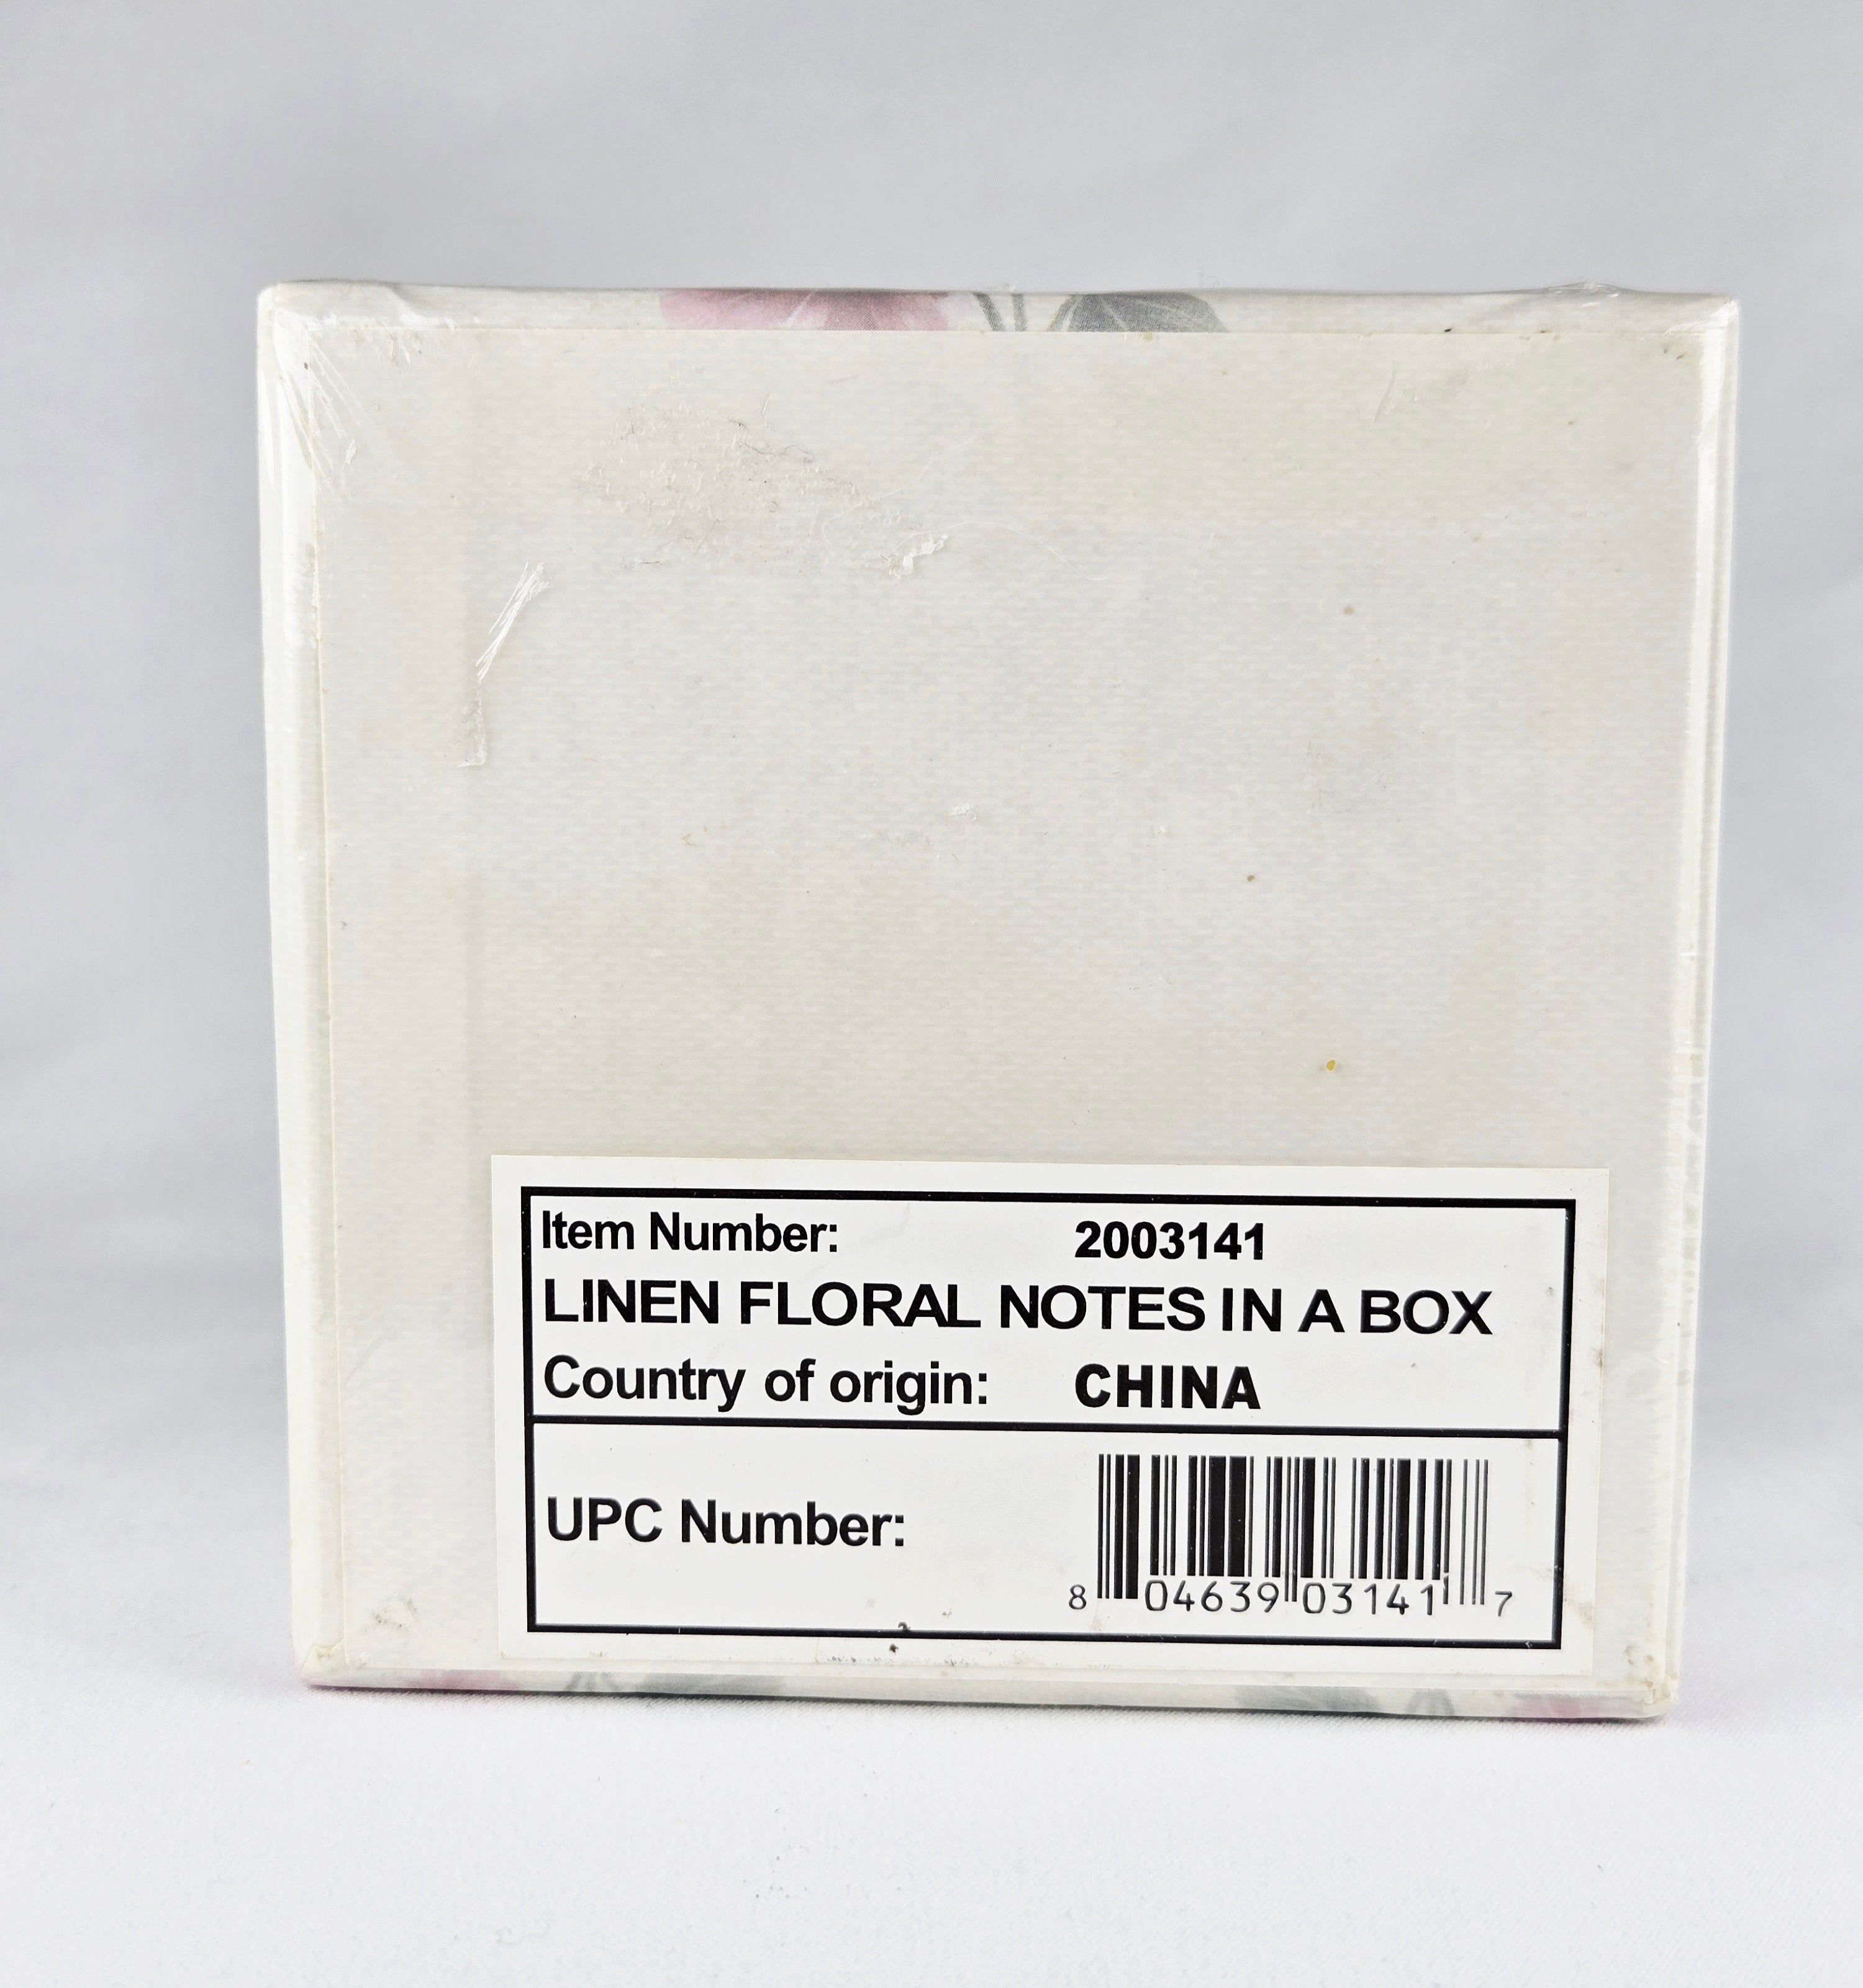 Item Number: 2003141
LINEN FLORAL NOTES IN A BOX
Country of origin: CHINA
UPC Number:
8 04639 03141 7